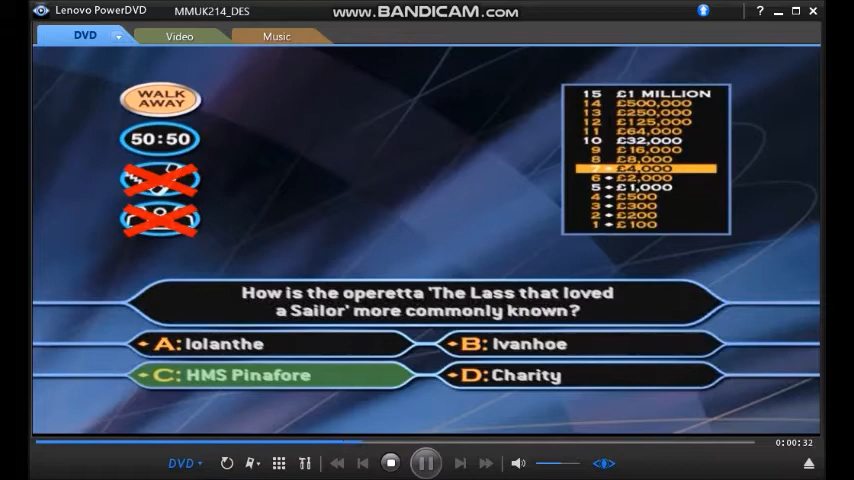 Lenovo PowerDVD
MMUK214_DES
www.BANDICAM.com
?
DVD
Video
Music
WALK AWAY
50:50
15 £1 MILLION
14 £500,000
13 £250,000
12 £125,000
11 £64,000
10 £32,000
9 £16,000
8 £8,000
7 £4,000
6 £2,000
5 £1,000
4 £500
3 £300
2 £200
1 £100
How is the operetta 'The Lass that loved
a Sailor' more commonly known?
A: Iolanthe
B: Ivanhoe
C: HMS Pinafore
D: Charity
0:00:32
DVD